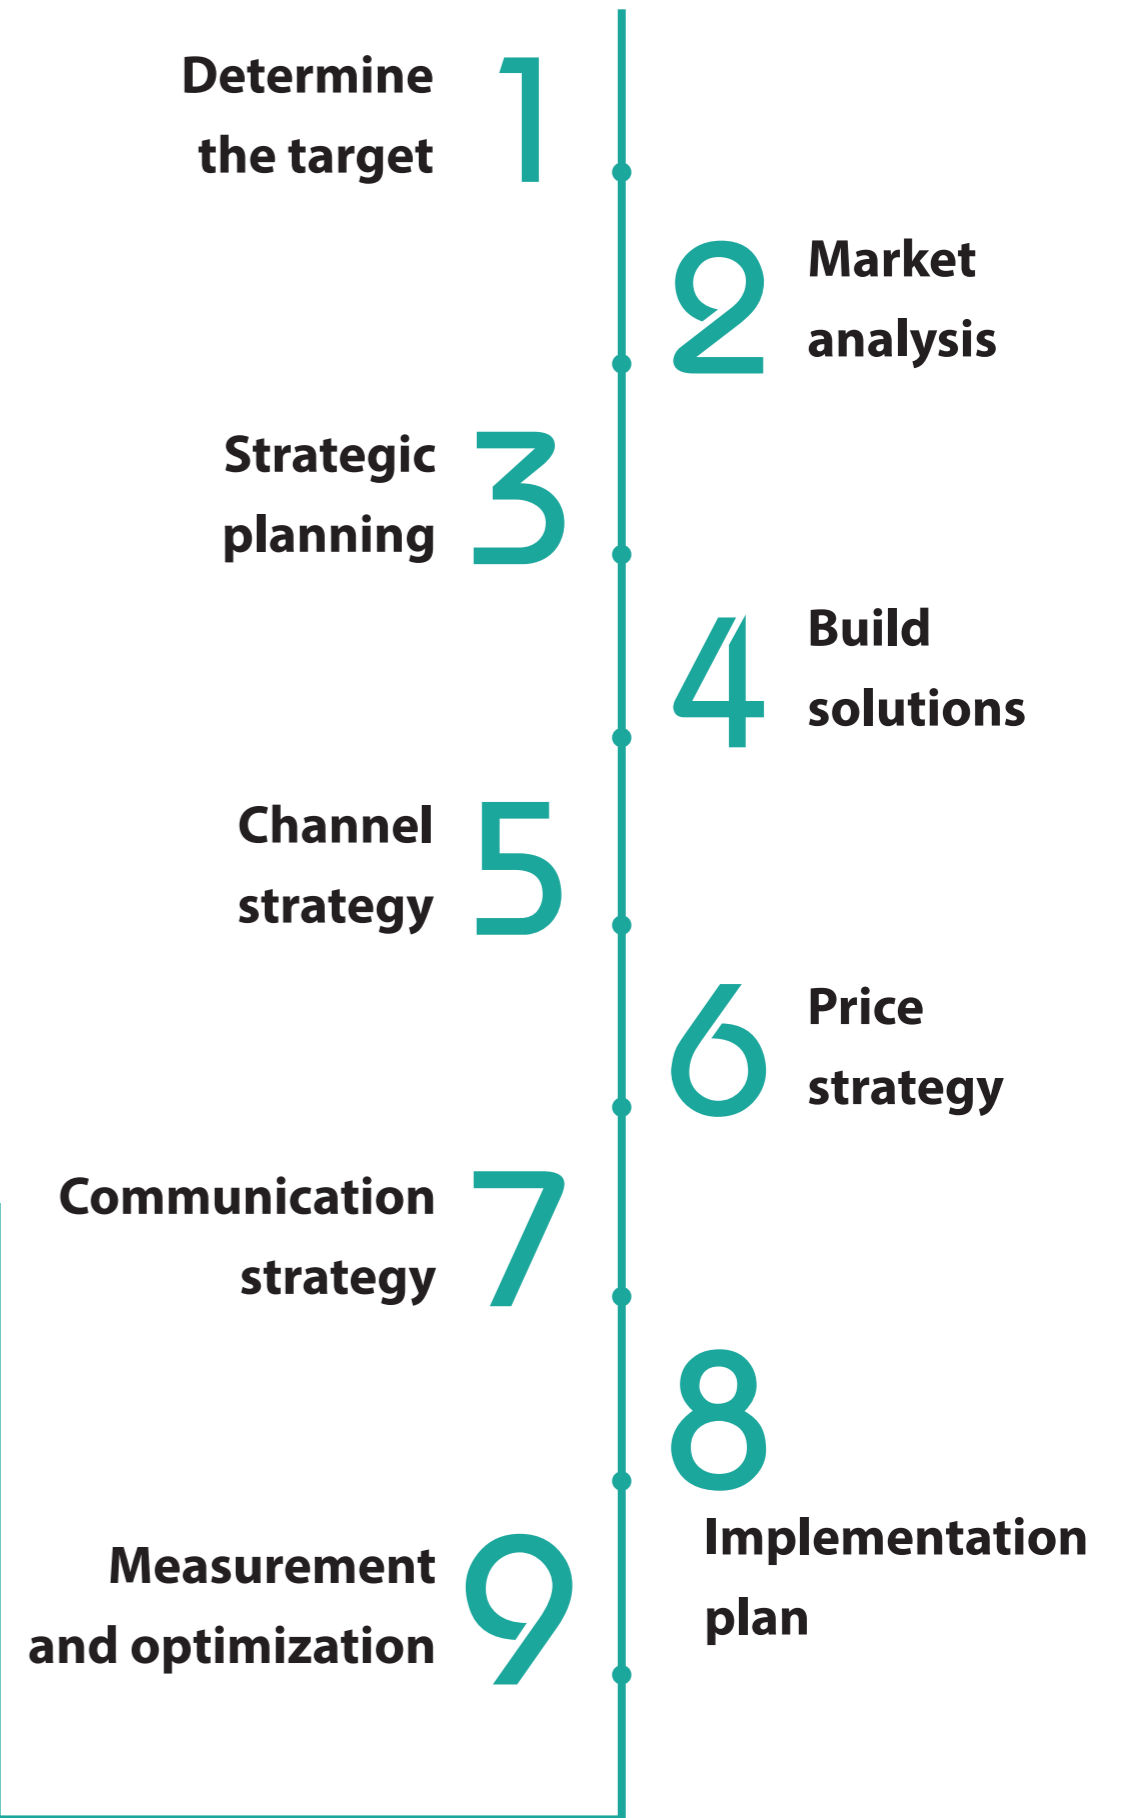 1
Determine
the target
2
Market
analysis
3
Strategic
planning
4
Build
solutions
5
Channel
strategy
6
Price
strategy
7
Communication
strategy
8
Implementation
plan
9
Measurement
and optimization